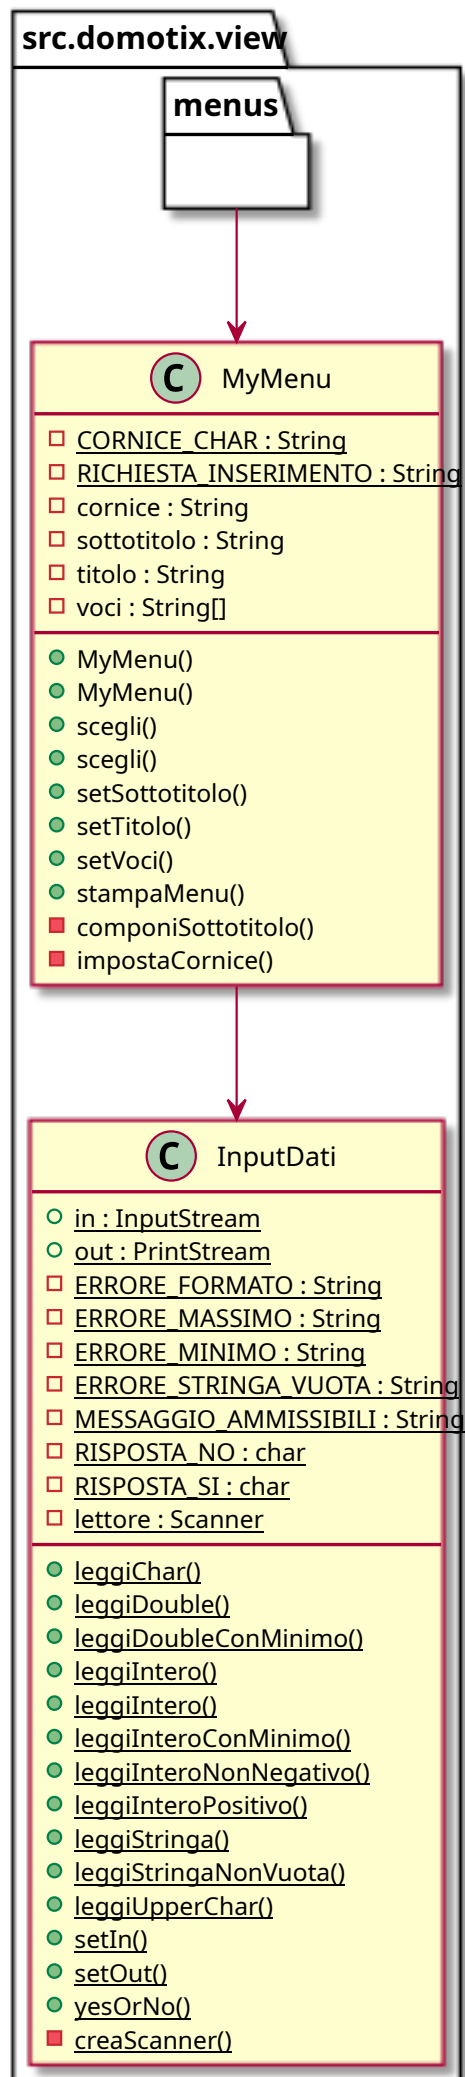 src.domotix.view
menus
C MyMenu
CORNICE_CHAR : String
RICHIESTA_INSERIMENTO : String
cornice : String
sottotitolo : String
titolo : String
voci : String[]
MyMenu()
MyMenu()
scegli()
scegli()
setSottotitolo()
setTitolo()
setVoci()
stampaMenu()
componiSottotitolo()
impostaCornice()
C InputDati
in : InputStream
out : PrintStream
ERRORE_FORMATO : String
ERRORE_MASSIMO : String
ERRORE_MINIMO : String
ERRORE_STRINGA_VUOTA : String
MESSAGGIO_AMMISSIBILI : String
RISPOSTA_NO : char
RISPOSTA_SI : char
lettore : Scanner
leggiChar()
leggiDouble()
leggiDoubleConMinimo()
leggiIntero()
leggiIntero()
leggiInteroConMinimo()
leggiInteroNonNegativo()
leggiInteroPositivo()
leggiStringa()
leggiStringaNonVuota()
leggiUpperChar()
setIn()
setOut()
yesOrNo()
creaScanner()